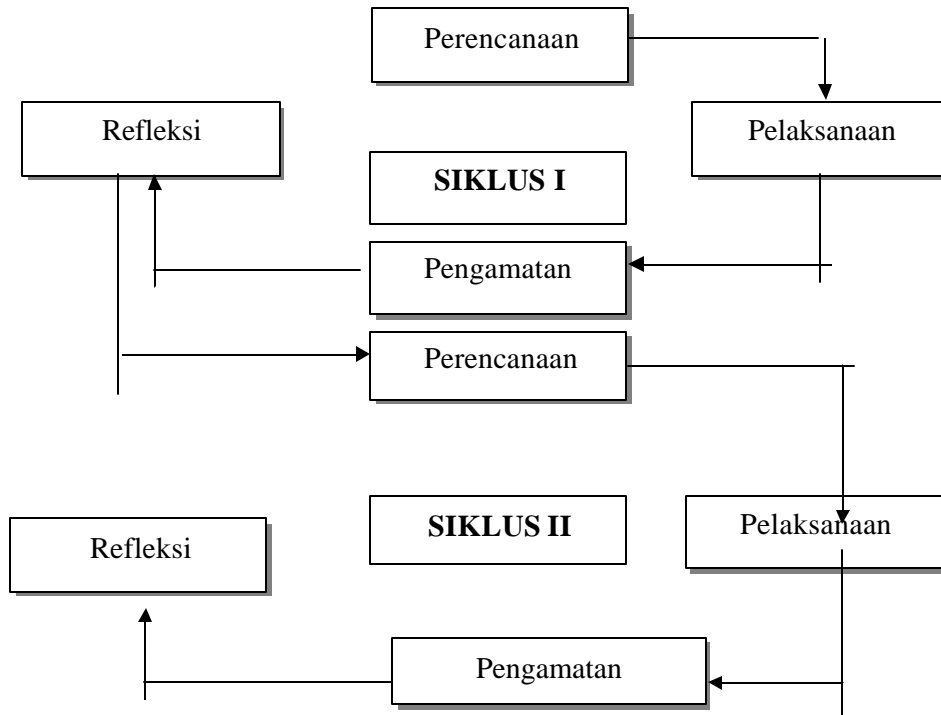 Perencanaan
Refleksi
Pelaksanaan
SIKLUS I
Pengamatan
Perencanaan
SIKLUS II
Pelaksanaan
Refleksi
Pengamatan